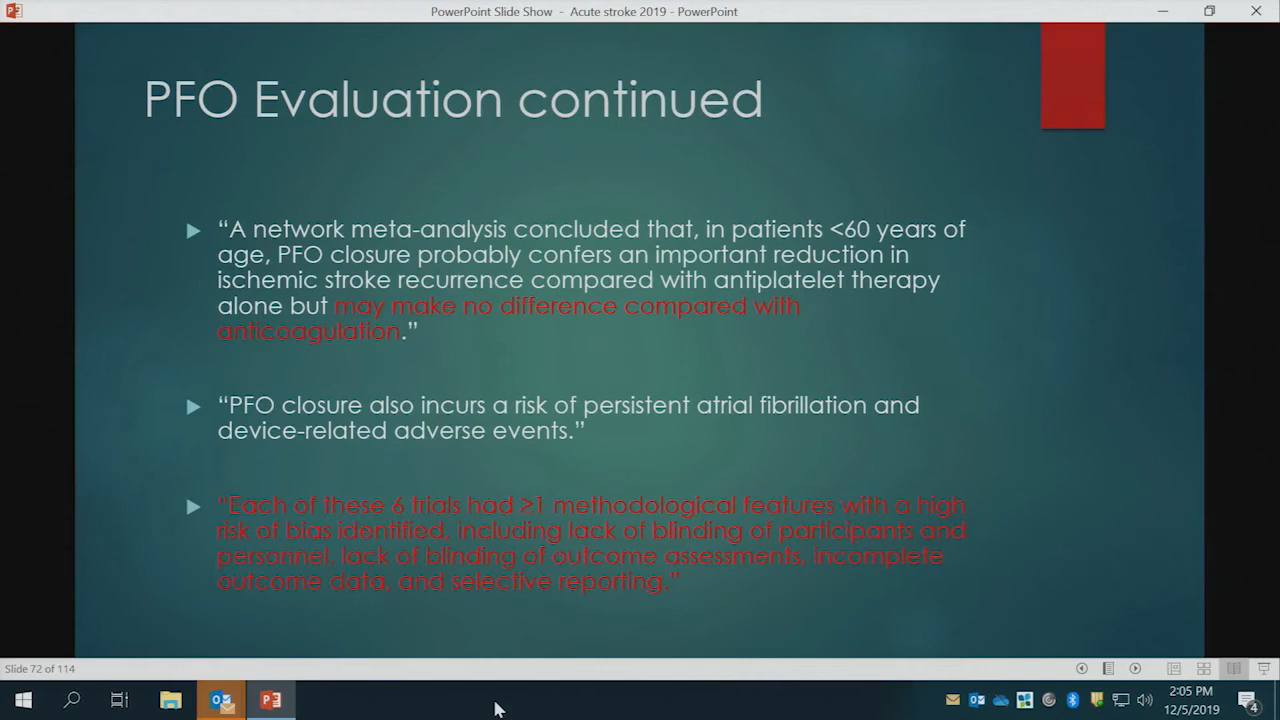 PowerPoint Slide Show - Acute stroke 2019 - PowerPoint
PFO Evaluation continued
“A network meta-analysis concluded that, in patients <60 years of
age, PFO closure probably confers an important reduction in
ischemic stroke recurrence compared with antiplatelet therapy
alone but may make no difference compared with
anticoagulation.”
“PFO closure also incurs a risk of persistent atrial fibrillation and
device-related adverse events.”
“Each of these 6 trials had ≥1 methodological features with a high
risk of bias identified, including lack of blinding of participants and
personnel, lack of blinding of outcome assessments, incomplete
outcome data, and selective reporting.”
Slide 72 of 114
2:05 PM
12/5/2019
4